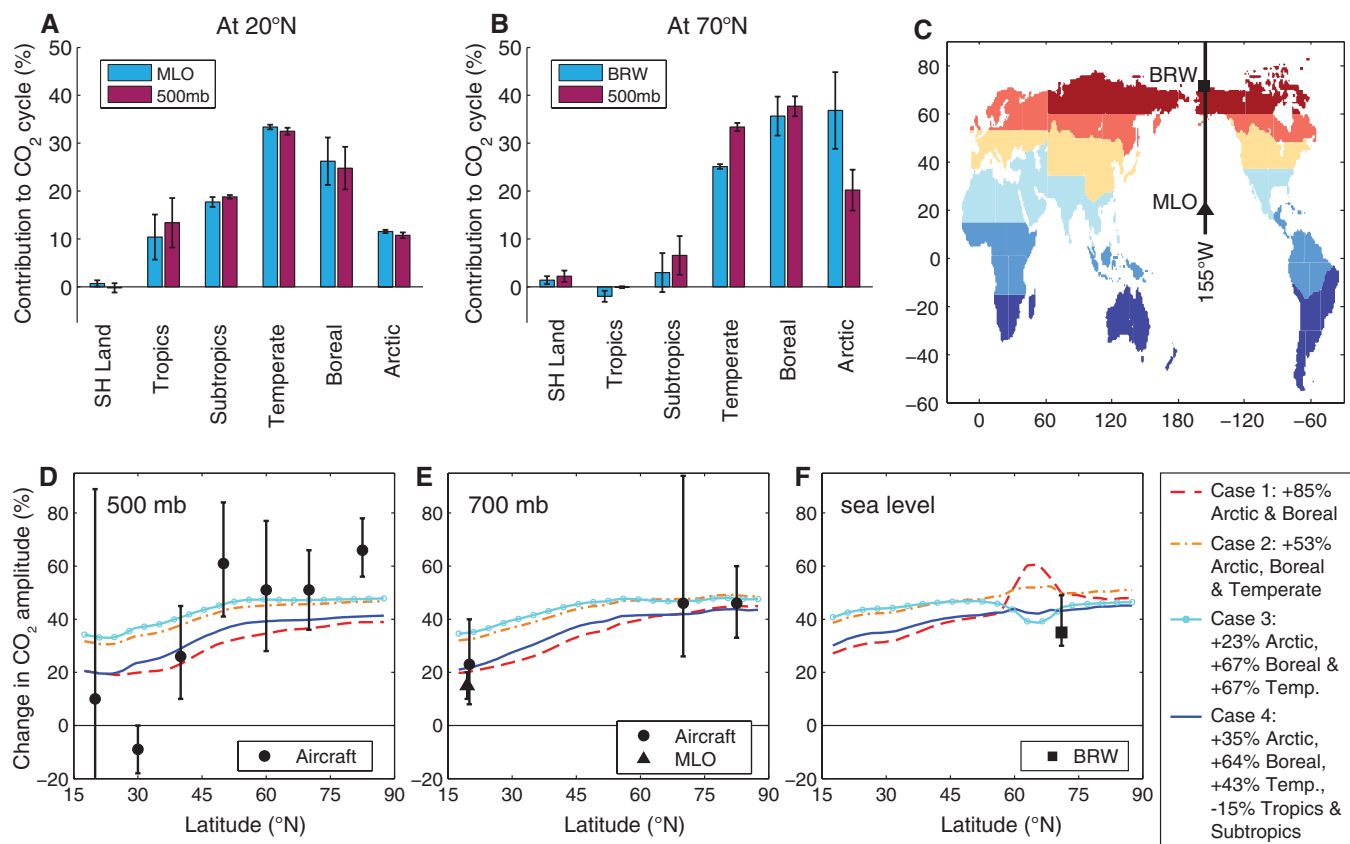 A
At 20°N
Contribution to CO2 cycle (%)
50
40
30
20
10
0
MLO
500mb
SH Land
Tropics
Subtropics
Temperate
Boreal
Arctic
B
At 70°N
Contribution to CO2 cycle (%)
50
40
30
20
10
0
BRW
500mb
SH Land
Tropics
Subtropics
Temperate
Boreal
Arctic
C
80
60
40
20
0
−20
−40
−60
BRW
MLO
155°W
0 60 120 180 −120 −60
D
500 mb
Change in CO2 amplitude (%)
80
60
40
20
0
−20
Aircraft
15 30 45 60 75 90
Latitude (°N)
E
700 mb
80
60
40
20
0
−20
Aircraft
MLO
15 30 45 60 75 90
Latitude (°N)
F
sea level
80
60
40
20
0
−20
BRW
15 30 45 60 75 90
Latitude (°N)
Case 1: +85%
Arctic & Boreal
Case 2: +53%
Arctic, Boreal
& Temperate
Case 3:
+23% Arctic,
+67% Boreal &
+67% Temp.
Case 4:
+35% Arctic,
+64% Boreal,
+43% Temp.,
-15% Tropics &
Subtropics